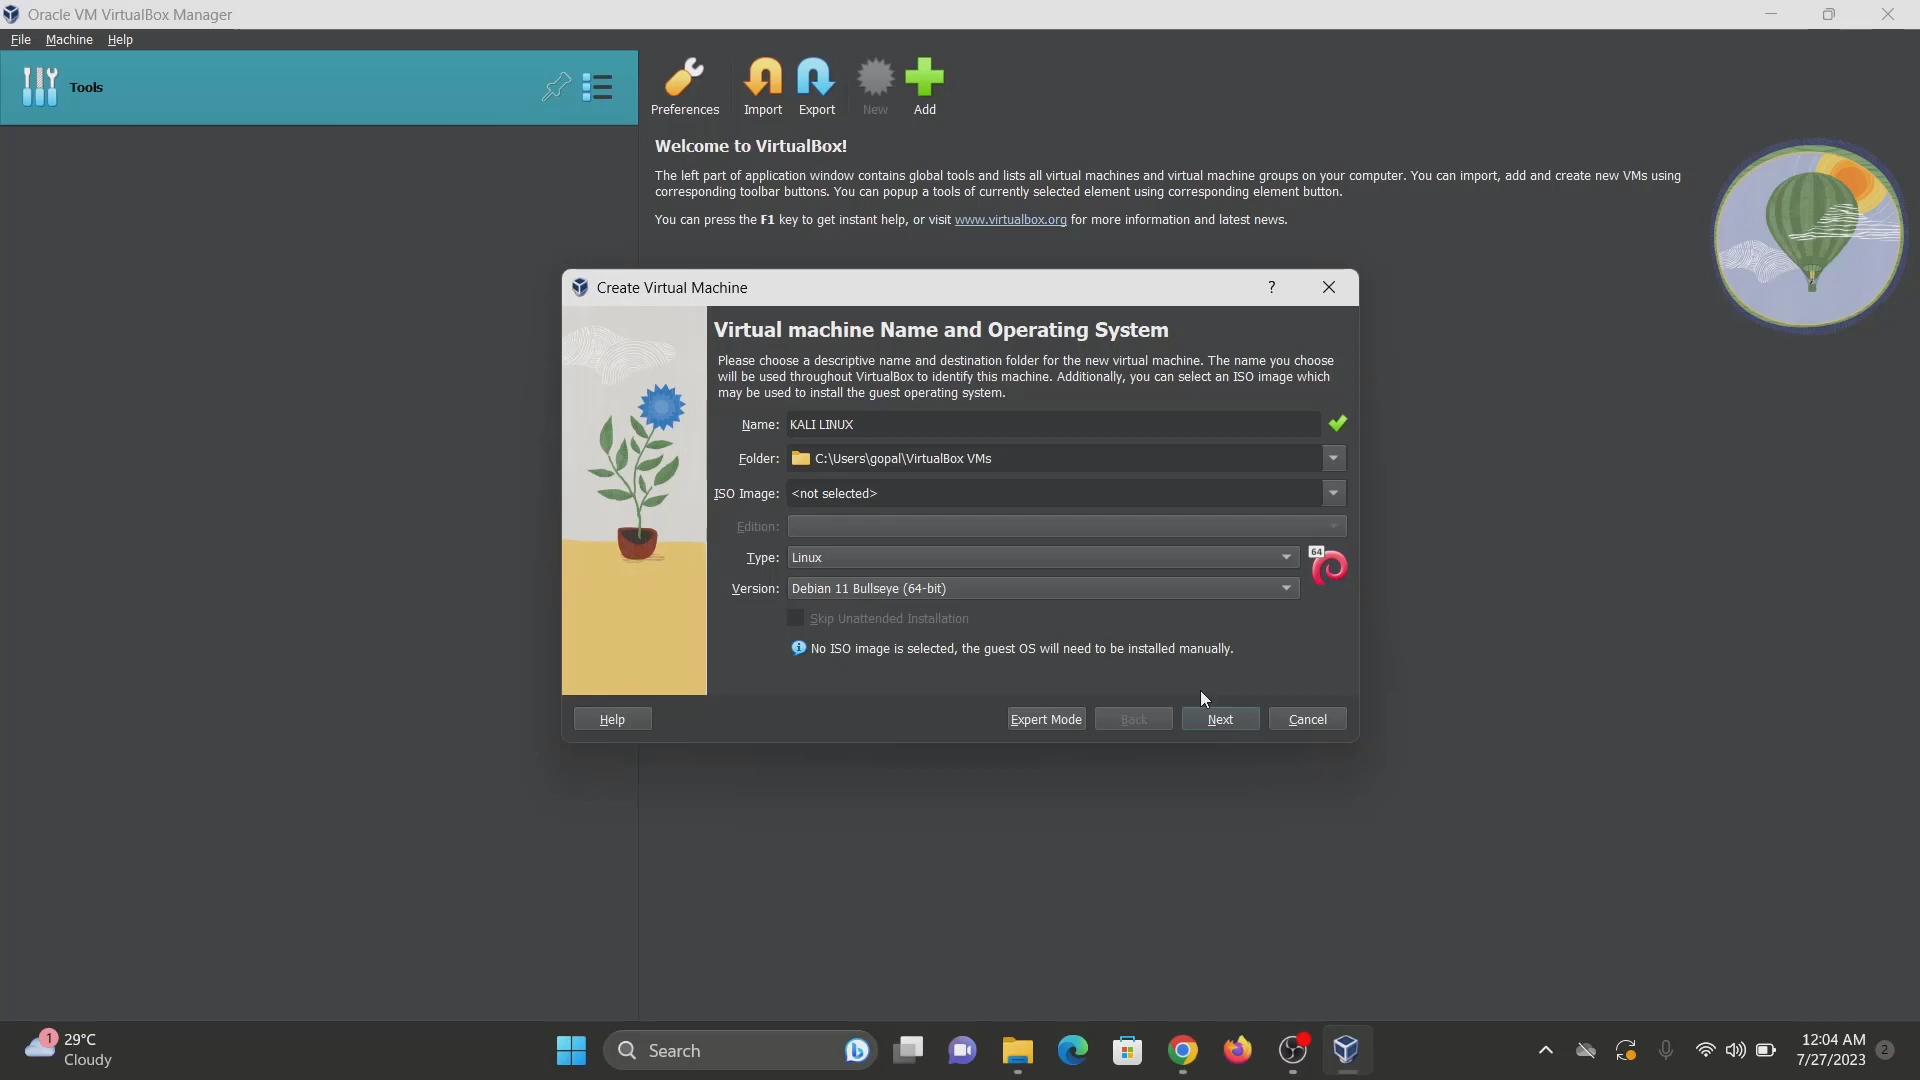 Oracle VM VirtualBox Manager
File Machine Help
Tools
Preferences Import Export New Add
Welcome to VirtualBox!
The left part of application window contains global tools and lists all virtual machines and virtual machine groups on your computer. You can import, add and create new VMs using
corresponding toolbar buttons. You can popup a tools of currently selected element using corresponding element button.
You can press the F1 key to get instant help, or visit www.virtualbox.org for more information and latest news.
Create Virtual Machine
?
Virtual machine Name and Operating System
Please choose a descriptive name and destination folder for the new virtual machine. The name you choose
will be used throughout VirtualBox to identify this machine. Additionally, you can select an ISO image which
may be used to install the guest operating system.
Name: KALI LINUX
Folder: C:\Users\gopal\VirtualBox VMs
ISO Image: <not selected>
Edition:
Type: Linux
64
Version: Debian 11 Bullseye (64-bit)
Skip Unattended Installation
No ISO image is selected, the guest OS will need to be installed manually.
Help Expert Mode Back Next Cancel
1 29°C
Cloudy
Search
12:04 AM
7/27/2023
2